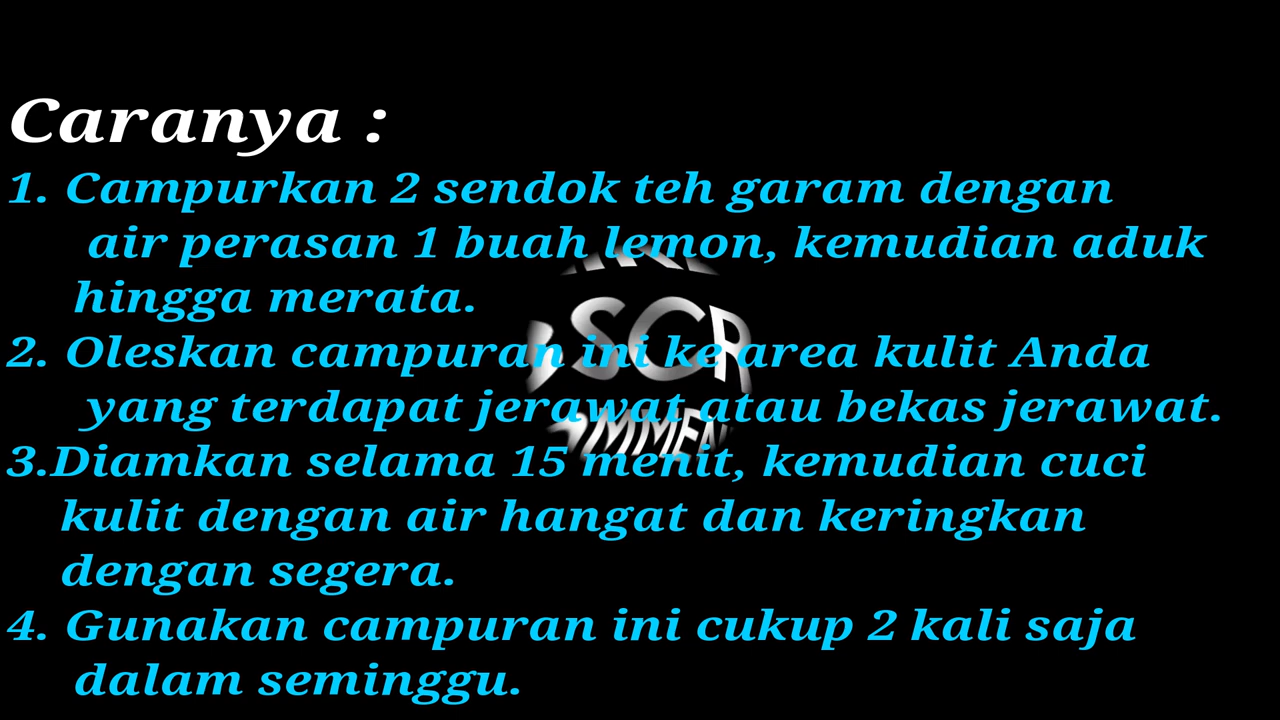 Caranya :
1. Campurkan 2 sendok teh garam dengan
air perasan 1 buah lemon, kemudian aduk
hingga merata.
2. Oleskan campuran ini ke area kulit Anda
yang terdapat jerawat atau bekas jerawat.
3.Diamkan selama 15 menit, kemudian cuci
kulit dengan air hangat dan keringkan
dengan segera.
4. Gunakan campuran ini cukup 2 kali saja
dalam seminggu.